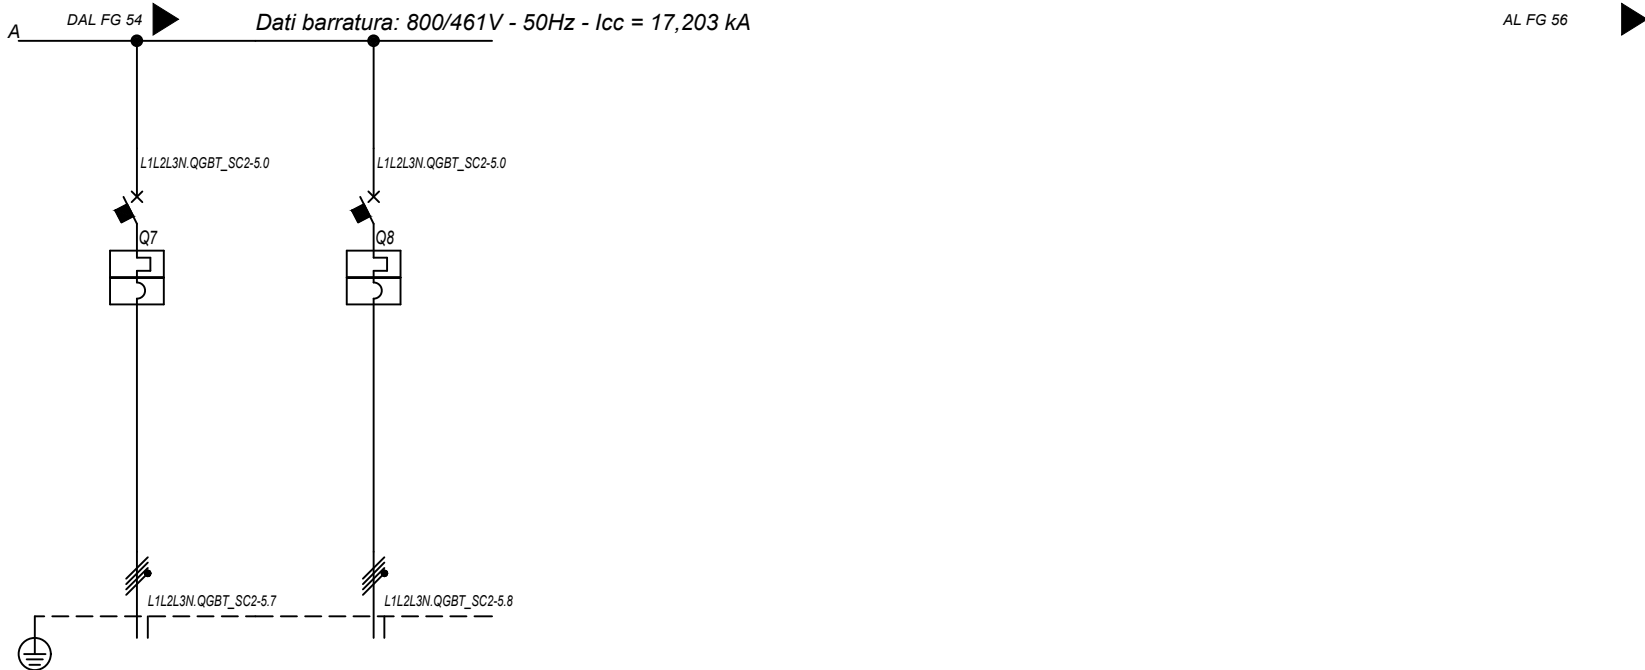 A
DAL FG 54
Dati barratura: 800/461V - 50Hz - Icc = 17,203 kA
AL FG 56
L1L2L3N.QGBT_SC2-5.0
L1L2L3N.QGBT_SC2-5.0
Q7
Q8
L1L2L3N.QGBT_SC2-5.7
L1L2L3N.QGBT_SC2-5.8